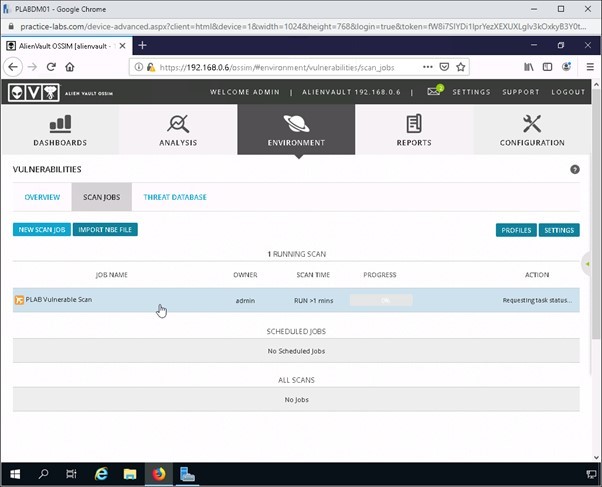 PLABDM01 - Google Chrome
practice-labs.com/device-advanced.aspx?client=html&device=1&width=1024&height=768&login=true&token=
AlienVault OSSIM [alienvault -
https://192.168.0.6/ossim/#environment/vulnerabilities/scan_jobs
ALIEN VAULT OSSIM
WELCOME ADMIN | ALIENVAULT 192.168.0.6 | SETTINGS SUPPORT LOGOUT
DASHBOARDS ANALYSIS ENVIRONMENT REPORTS CONFIGURATION
VULNERABILITIES
OVERVIEW SCAN JOBS THREAT DATABASE
NEW SCAN JOB IMPORT NBE FILE PROFILES SETTINGS
1 RUNNING SCAN
JOB NAME OWNER SCAN TIME PROGRESS ACTION
PLAB Vulnerable Scan admin RUN >1 mins Requesting task status...
SCHEDULED JOBS
No Scheduled Jobs
ALL SCANS
No Jobs